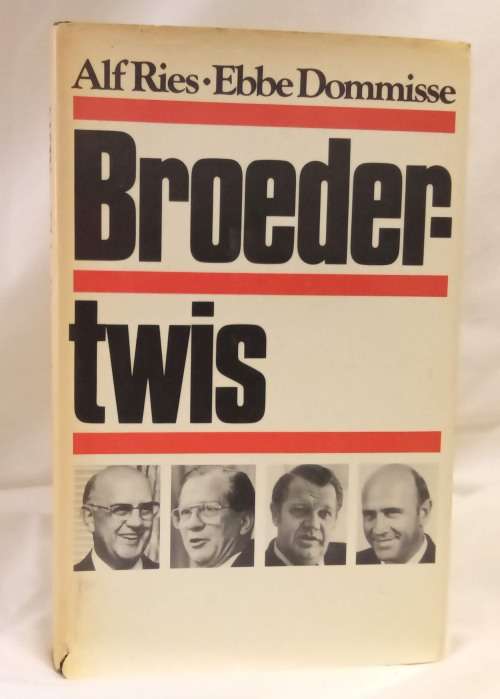 Alf Ries • Ebbe Dommisse
Broeder-
twis